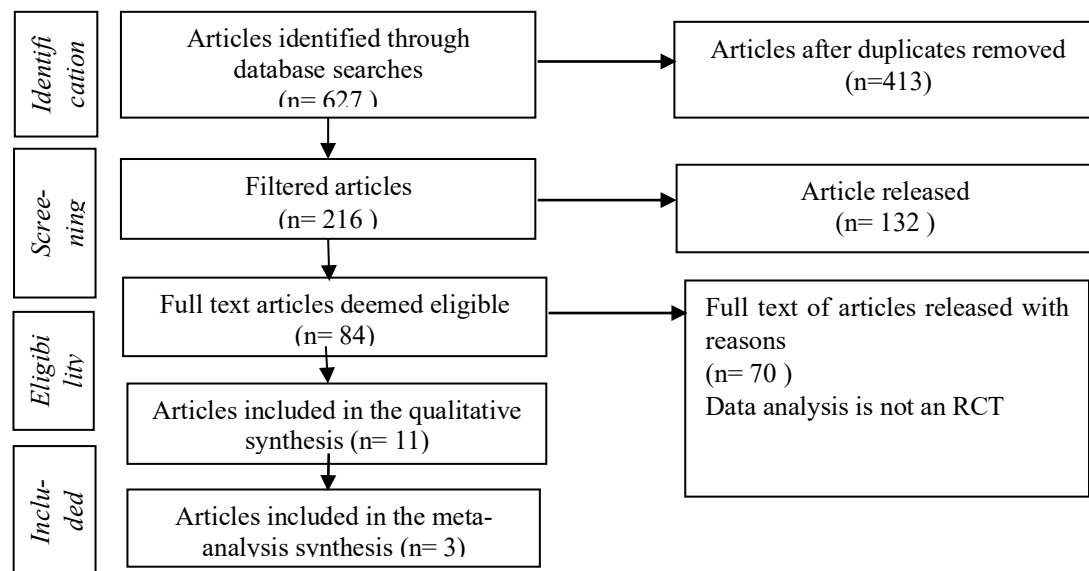 Identifi
cation
Articles identified through
database searches
(n= 627 )
Articles after duplicates removed
(n=413)
Scree-
ning
Filtered articles
(n= 216 )
Article released
(n= 132 )
Eligibi
lity
Full text articles deemed eligible
(n= 84)
Full text of articles released with
reasons
(n= 70 )
Data analysis is not an RCT
Articles included in the qualitative
synthesis (n= 11)
Inclu-
ded
Articles included in the meta-
analysis synthesis (n= 3)